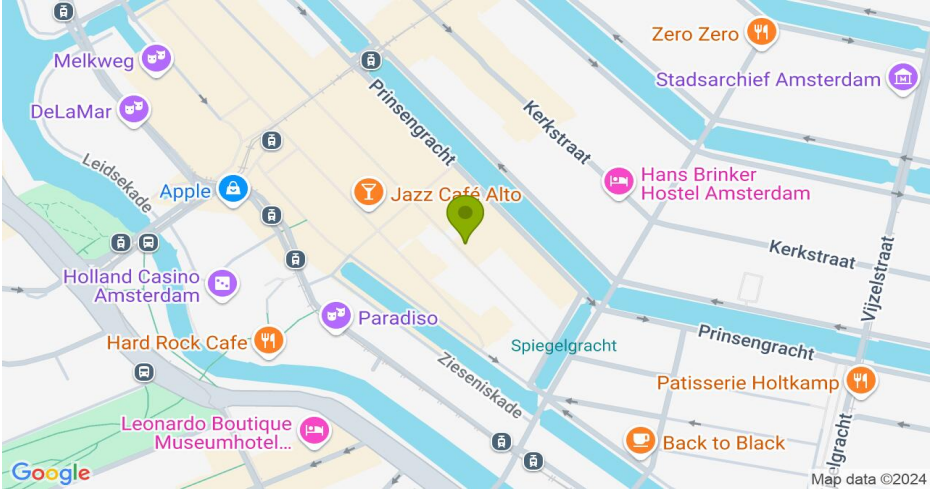 Melkweg
DeLaMar
Leidsekade
Apple
Holland Casino
Amsterdam
Hard Rock Cafe
Leonardo Boutique
Museumhotel...
Jazz Café Alto
Paradiso
Zieseniskade
Prinsengracht
Kerkstraat
Zero Zero
Stadsarchief Amsterdam
Hans Brinker
Hostel Amsterdam
Kerkstraat
Vijzelstraat
Prinsengracht
Spiegelgracht
Patisserie Holtkamp
Back to Black
elgracht
Google
Map data ©2024